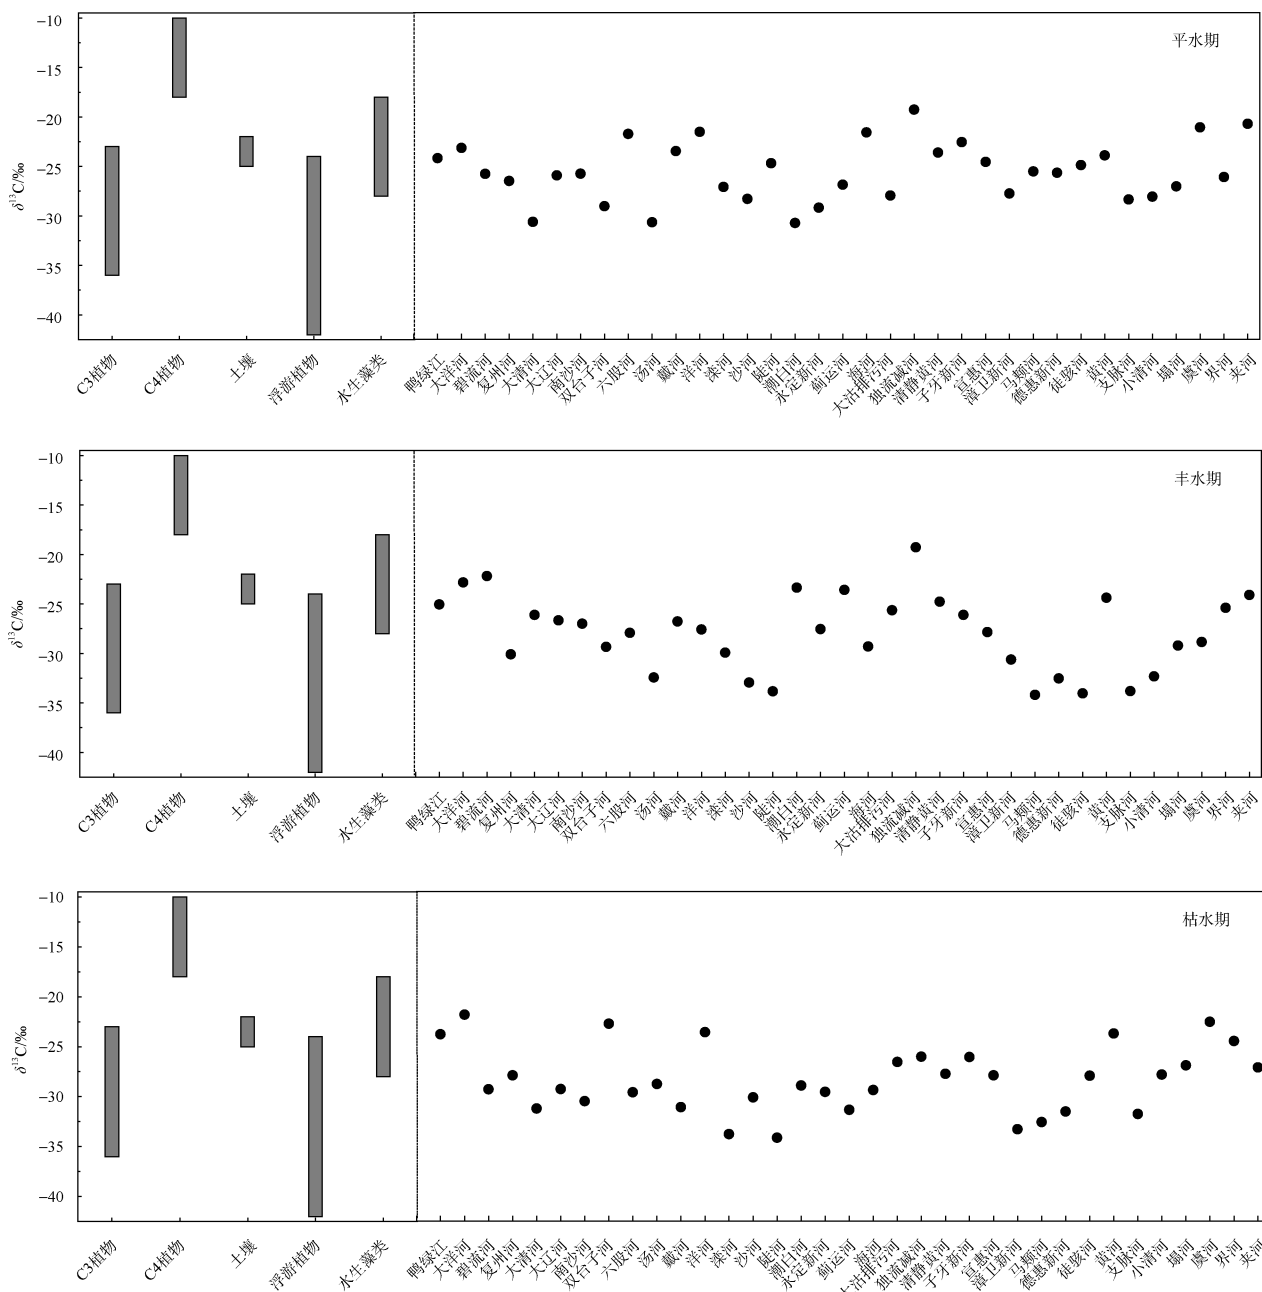 −10
−15
−20
−25
−30
−35
−40
δ¹³C/‰
平水期
C3植物
C4植物
土壤
浮游植物
水生藻类
鸭绿江
大洋河
碧流河
复州河
大清河
大辽河
南沙河
双台子河
六股河
汤河
戴河
洋河
滦河
沙河
陡河
潮白河
永定新河
蓟运河
海河
大沽排污河
独流减河
清静黄河
子牙新河
宣惠河
漳卫新河
马颊河
德惠新河
徒骇河
黄河
支脉河
小清河
塌河
虞河
界河
夹河
−10
−15
−20
−25
−30
−35
−40
δ¹³C/‰
丰水期
C3植物
C4植物
土壤
浮游植物
水生藻类
鸭绿江
大洋河
碧流河
复州河
大清河
大辽河
南沙河
双台子河
六股河
汤河
戴河
洋河
滦河
沙河
陡河
潮白河
永定新河
蓟运河
海河
大沽排污河
独流减河
清静黄河
子牙新河
宣惠河
漳卫新河
马颊河
德惠新河
徒骇河
黄河
支脉河
小清河
塌河
虞河
界河
夹河
−10
−15
−20
−25
−30
−35
−40
δ¹³C/‰
枯水期
C3植物
C4植物
土壤
浮游植物
水生藻类
鸭绿江
大洋河
碧流河
复州河
大清河
大辽河
南沙河
双台子河
六股河
汤河
戴河
洋河
滦河
沙河
陡河
潮白河
永定新河
蓟运河
海河
大沽排污河
独流减河
清静黄河
子牙新河
宣惠河
漳卫新河
马颊河
德惠新河
徒骇河
黄河
支脉河
小清河
塌河
虞河
界河
夹河